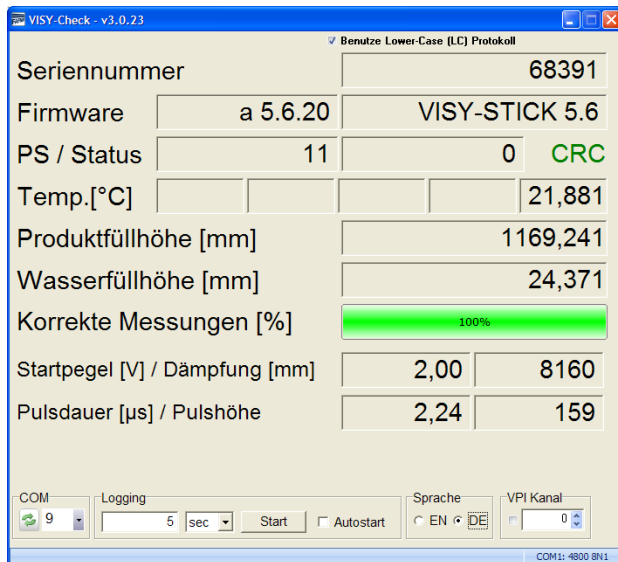 VISY-Check - v3.0.23
Benutze Lower-Case (LC) Protokoll
Seriennummer 68391
Firmware a 5.6.20 VISY-STICK 5.6
PS / Status 11 0 CRC
Temp.[°C] 21,881
Produktfüllhöhe [mm] 1169,241
Wasserfüllhöhe [mm] 24,371
Korrekte Messungen [%] 100%
Startpegel [V] / Dämpfung [mm] 2,00 8160
Pulsdauer [µs] / Pulshöhe 2,24 159
COM Logging Sprache VPI Kanal
9 5 sec Start Autostart EN DE 0
COM1: 4800 8N1